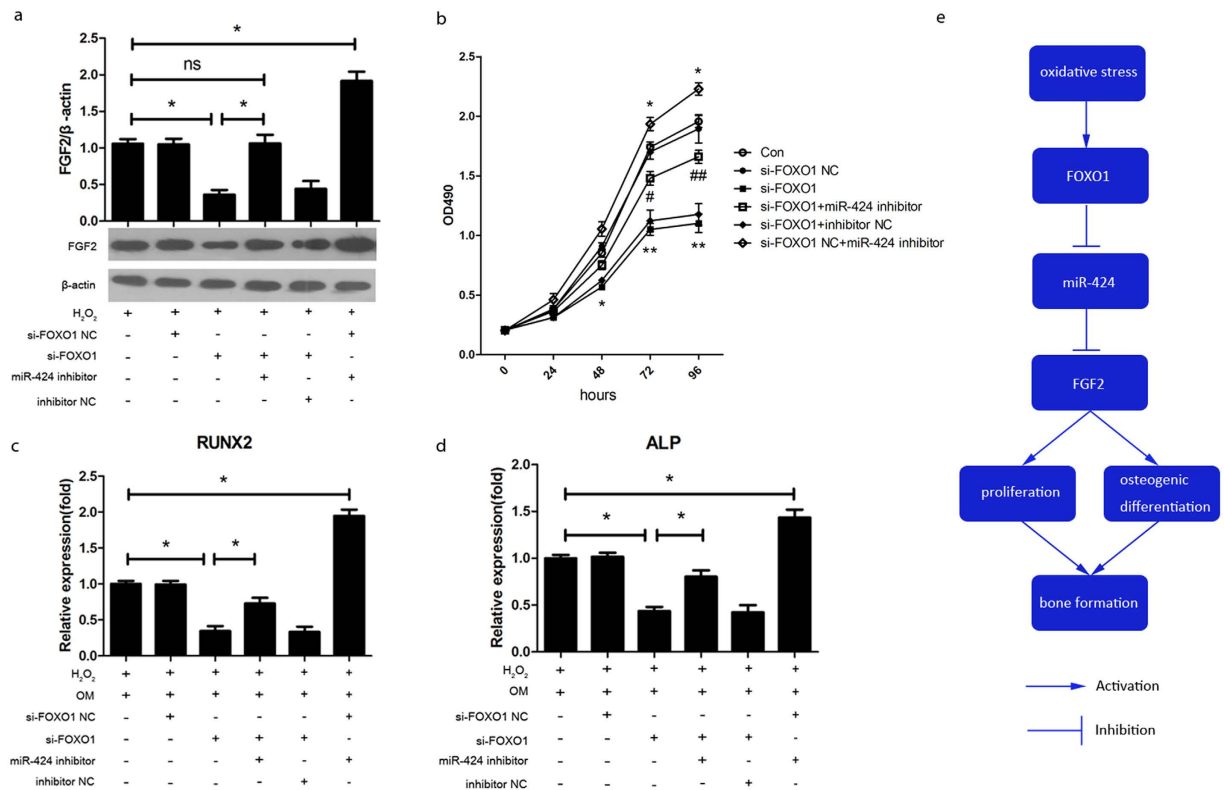 a
FGF2/β -actin
2.5
2.0
1.5
1.0
0.5
0.0
*
ns
* *
FGF2
β-actin
H₂O₂ + + + + + +
si-FOXO1 NC - + - - - +
si-FOXO1 - - + + + -
miR-424 inhibitor - - - + - +
inhibitor NC - - - - + -
b
OD490
2.5
2.0
1.5
1.0
0.5
0.0
*
*
#
##
**
**
*
0 24 48 72 96
hours
Con
si-FOXO1 NC
si-FOXO1
si-FOXO1+miR-424 inhibitor
si-FOXO1+inhibitor NC
si-FOXO1 NC+miR-424 inhibitor
c
RUNX2
Relative expression(fold)
2.5
2.0
1.5
1.0
0.5
0.0
*
* *
H₂O₂ + + + + + +
OM + + + + + +
si-FOXO1 NC - + - - - +
si-FOXO1 - - + + + -
miR-424 inhibitor - - - + - +
inhibitor NC - - - - + -
d
ALP
Relative expression(fold)
2.0
1.5
1.0
0.5
0.0
*
* *
H₂O₂ + + + + + +
OM + + + + + +
si-FOXO1 NC - + - - - +
si-FOXO1 - - + + + -
miR-424 inhibitor - - - + - +
inhibitor NC - - - - + -
e
oxidative stress
FOXO1
miR-424
FGF2
proliferation
osteogenic
differentiation
bone formation
Activation
Inhibition